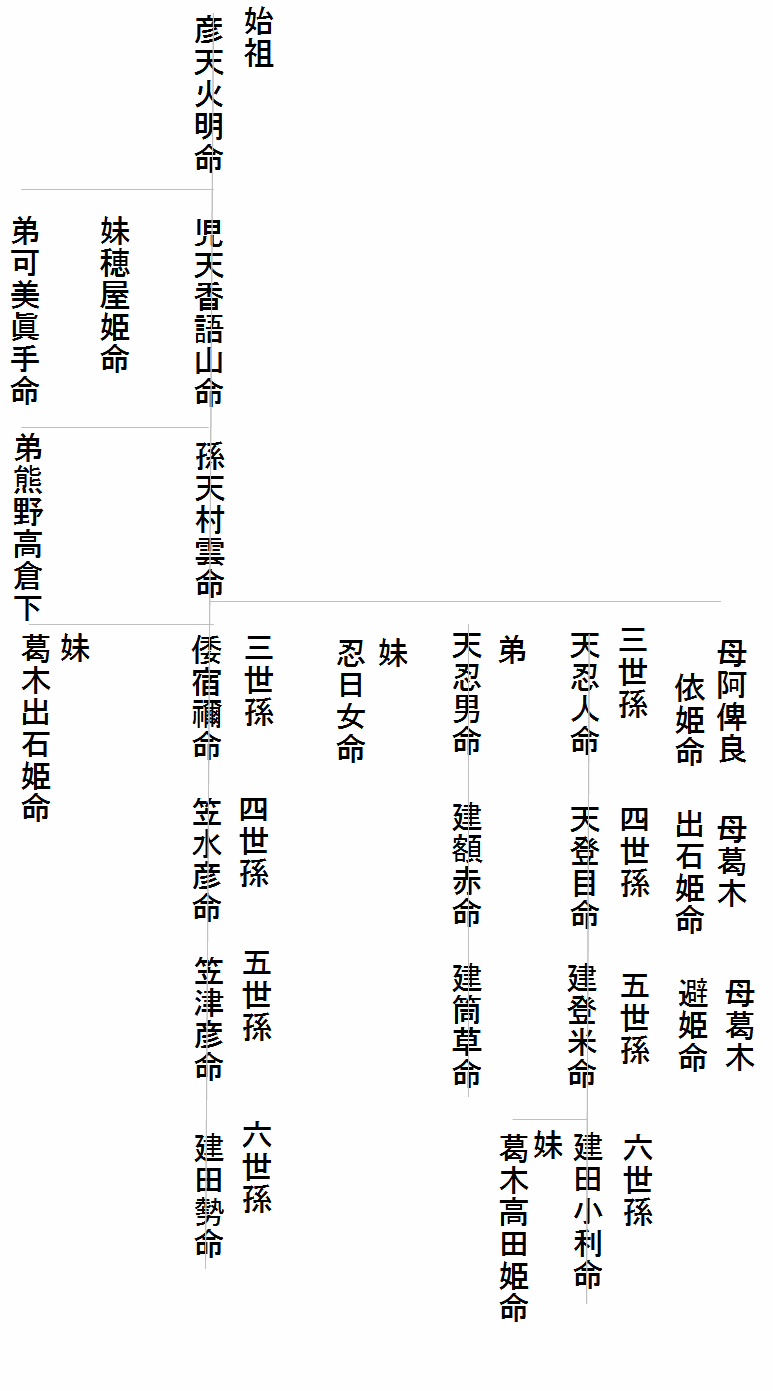 始祖
彦天火明命
児天香語山命
妹穂屋姫命
弟可美眞手命
孫天村雲命
弟熊野高倉下
母阿俾良
依姫命
三世孫
天忍人命
弟
天忍男命
妹
忍日女命
三世孫
倭宿禰命
妹
葛木出石姫命
母葛木
出石姫命
四世孫
天登目命
建額赤命
四世孫
笠水彦命
母葛木
避姫命
五世孫
建登米命
建筒草命
五世孫
笠津彦命
六世孫
建田小利命
妹
葛木高田姫命
六世孫
建田勢命